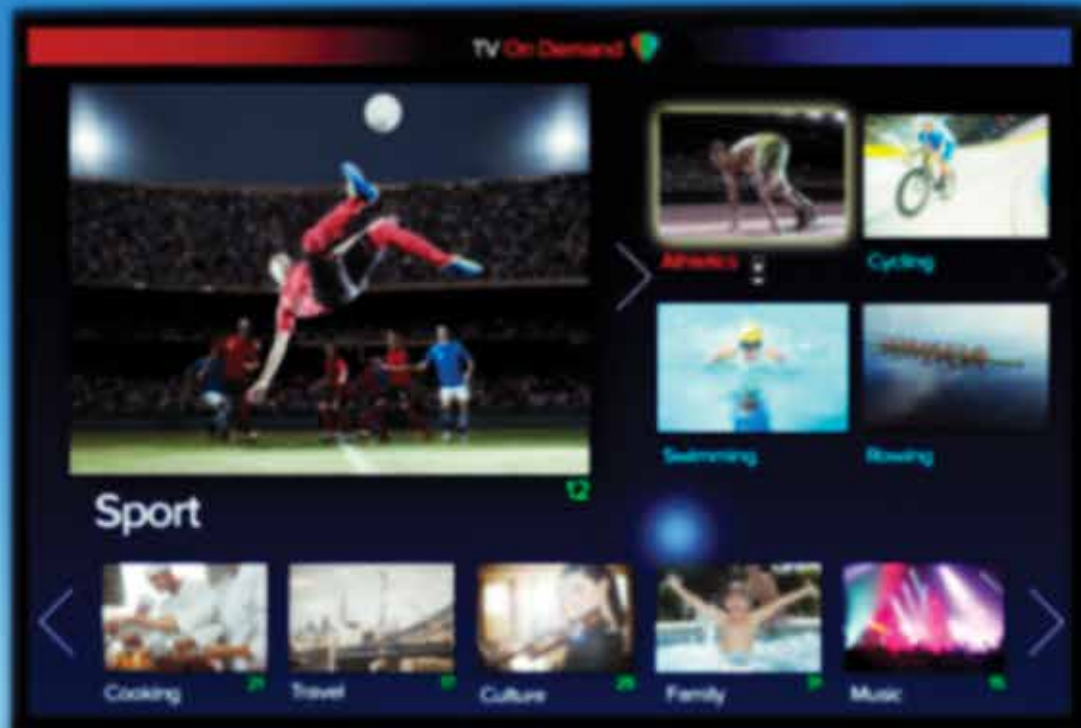 TV On Demand
Athletics
Cycling
Swimming
Rowing
12
Sport
Cooking
Travel
Culture
Family
Music